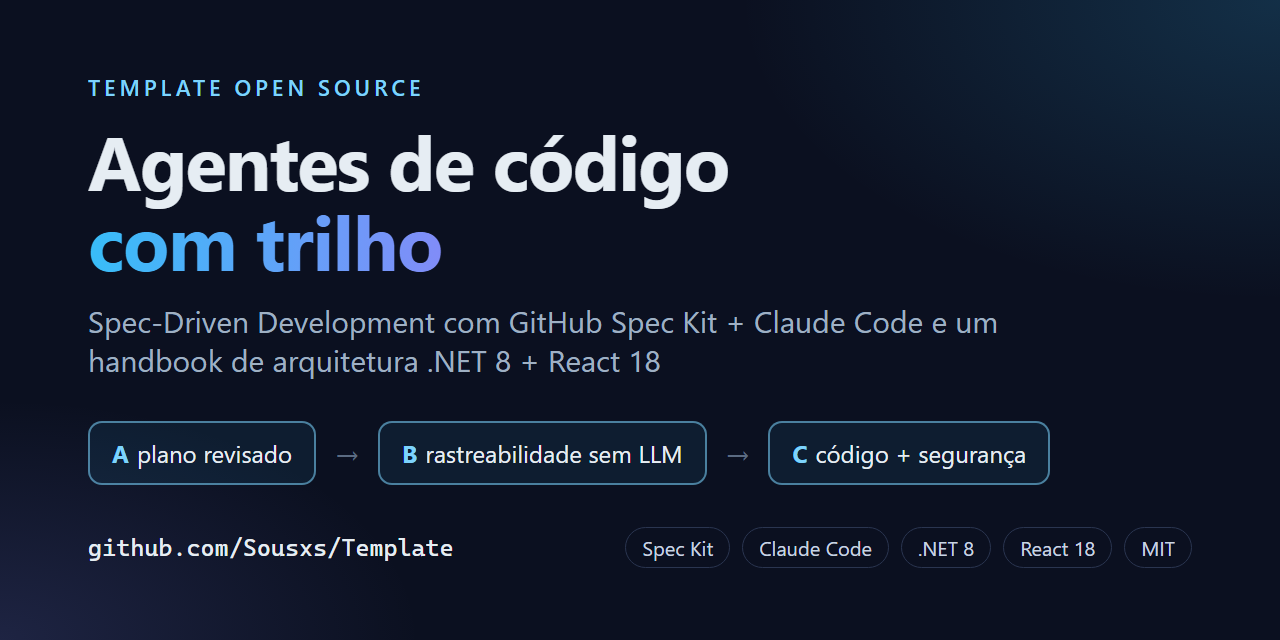 TEMPLATE OPEN SOURCE
Agentes de código
com trilho
Spec-Driven Development com GitHub Spec Kit + Claude Code e um
handbook de arquitetura .NET 8 + React 18
A plano revisado → B rastreabilidade sem LLM → C código + segurança
github.com/Sousxs/Template Spec Kit Claude Code .NET 8 React 18 MIT